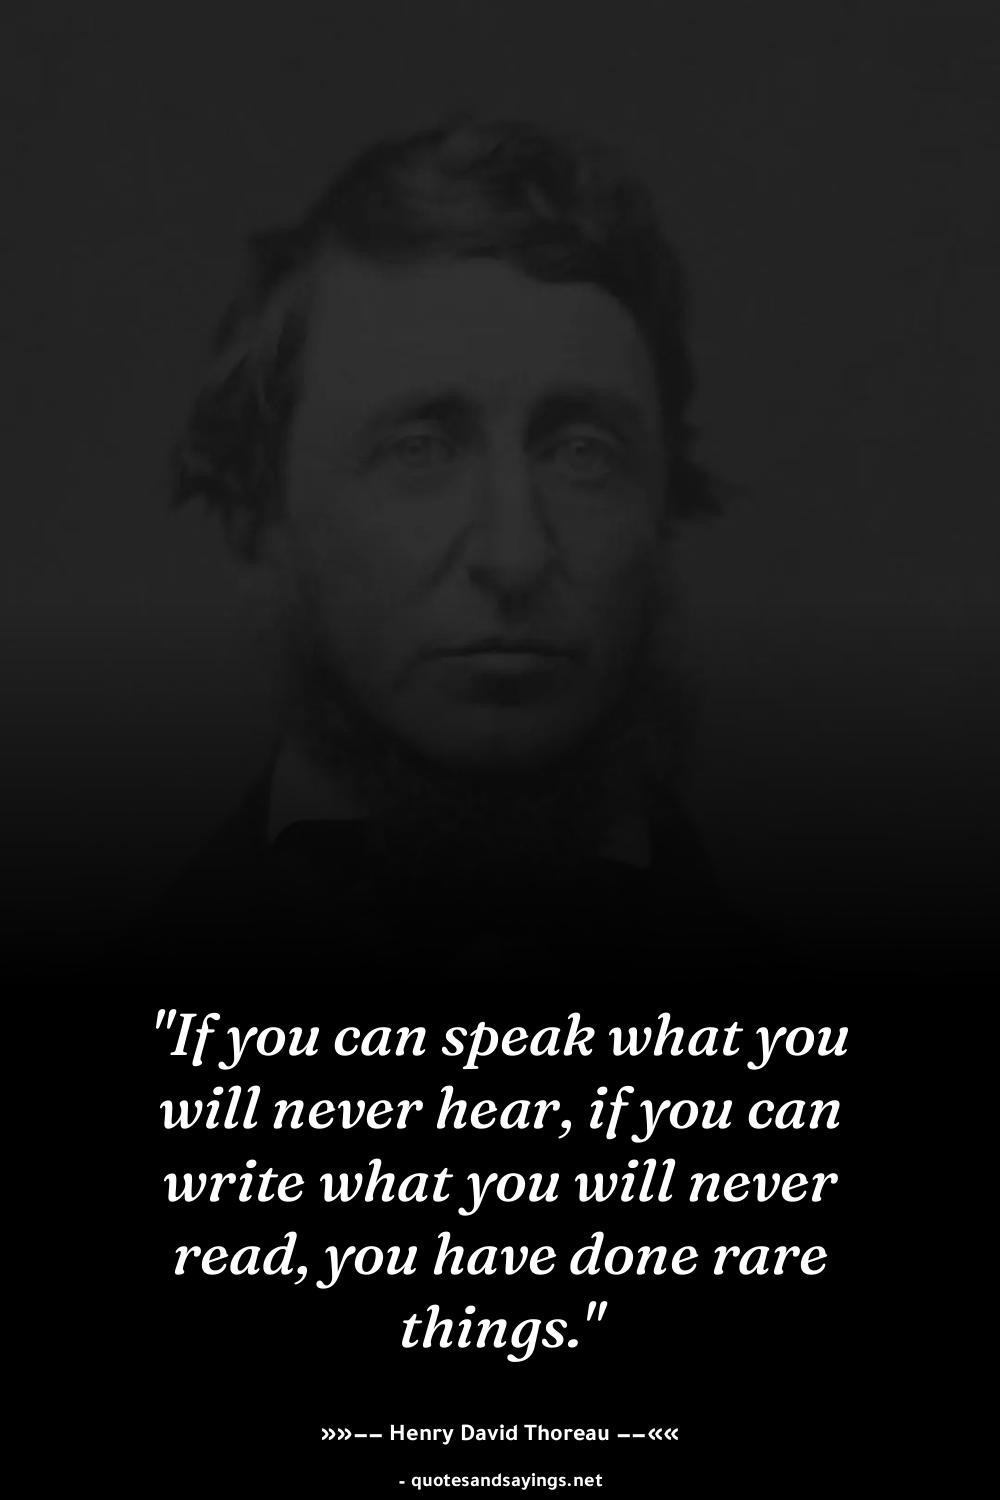 "If you can speak what you
will never hear, if you can
write what you will never
read, you have done rare
things."
»»–– Henry David Thoreau ––««
- quotesandsayings.net